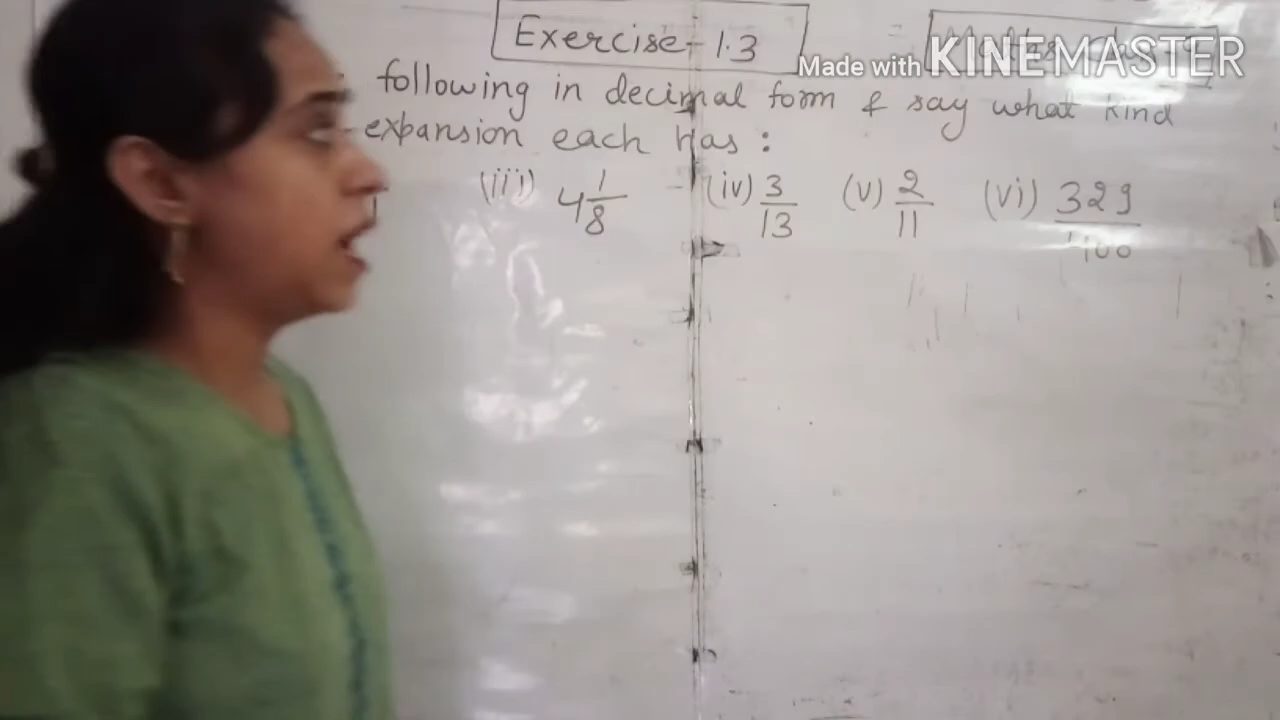 Exercise - 1.3
Made with KINEMASTER
following in decimal form & say what kind
expansion each has :
(iii) 4 1/8 (iv) 3/13 (v) 2/11 (vi) 329/400